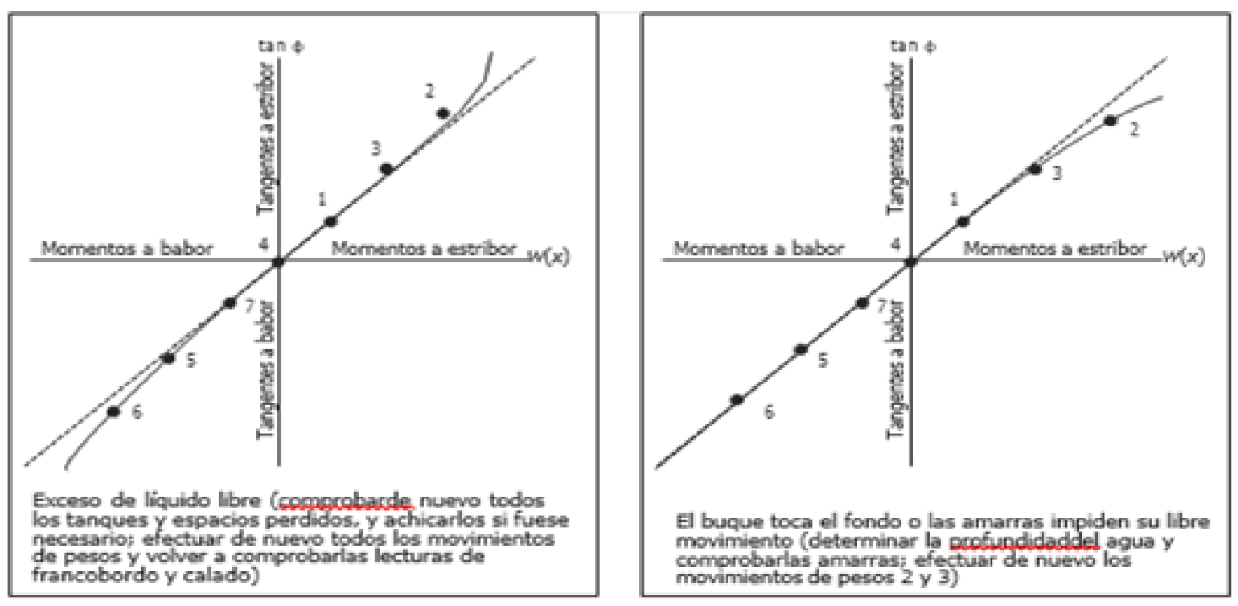 tan ϕ
Tangentes a estribor
2
3
1
4
Momentos a babor
Momentos a estribor
w(x)
7
5
6
Tangentes a babor
Exceso de líquido libre (comprobarde nuevo todos
los tanques y espacios perdidos, y achicarlos si fuese
necesario; efectuar de nuevo todos los movimientos
de pesos y volver a comprobarlas lecturas de
francobordo y calado)
tan ϕ
Tangentes a estribor
2
3
1
4
Momentos a babor
Momentos a estribor
w(x)
7
5
6
Tangentes a babor
El buque toca el fondo o las amarras impiden su libre
movimiento (determinar la profundidaddel agua y
comprobarlas amarras; efectuar de nuevo los
movimientos de pesos 2 y 3)